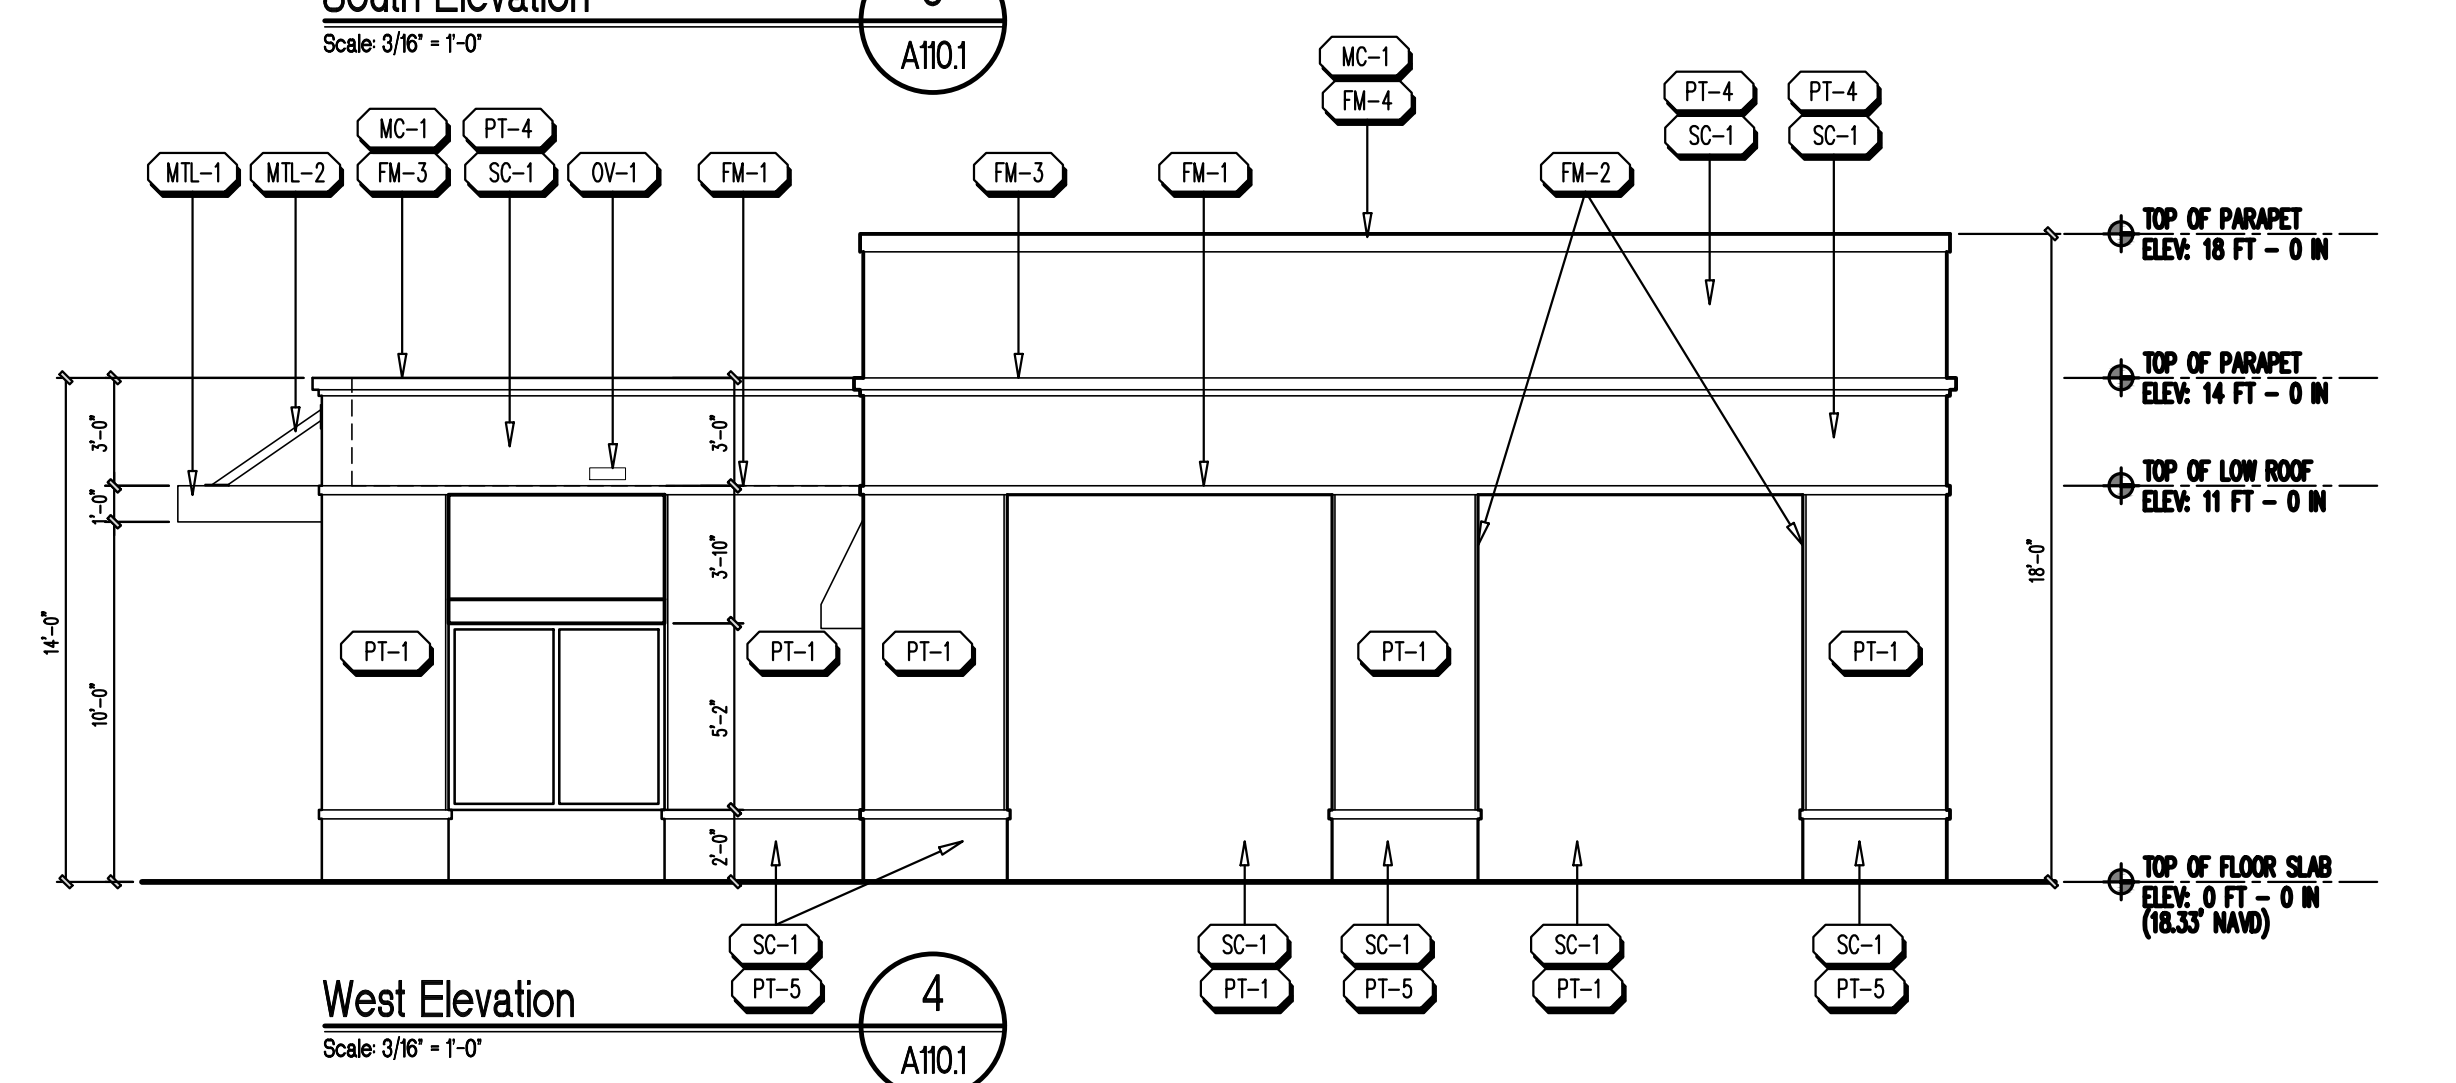 South Elevation
Scale: 3/16" = 1'-0"
A110.1
MC-1
FM-4
PT-4
SC-1
PT-4
SC-1
MC-1
FM-3
PT-4
SC-1
MTL-1
MTL-2
OV-1
FM-1
FM-3
FM-1
FM-2
TOP OF PARAPET
ELEV: 18 FT - 0 IN
TOP OF PARAPET
ELEV: 14 FT - 0 IN
TOP OF LOW ROOF
ELEV: 11 FT - 0 IN
3'-0"
3'-0"
1'-0"
3'-10"
18'-0"
14'-0"
PT-1
PT-1
PT-1
PT-1
PT-1
10'-0"
5'-2"
2'-0"
TOP OF FLOOR SLAB
ELEV: 0 FT - 0 IN
(18.33' NAVD)
SC-1
PT-5
SC-1
PT-1
SC-1
PT-5
SC-1
PT-1
SC-1
PT-5
West Elevation
Scale: 3/16" = 1'-0"
4
A110.1